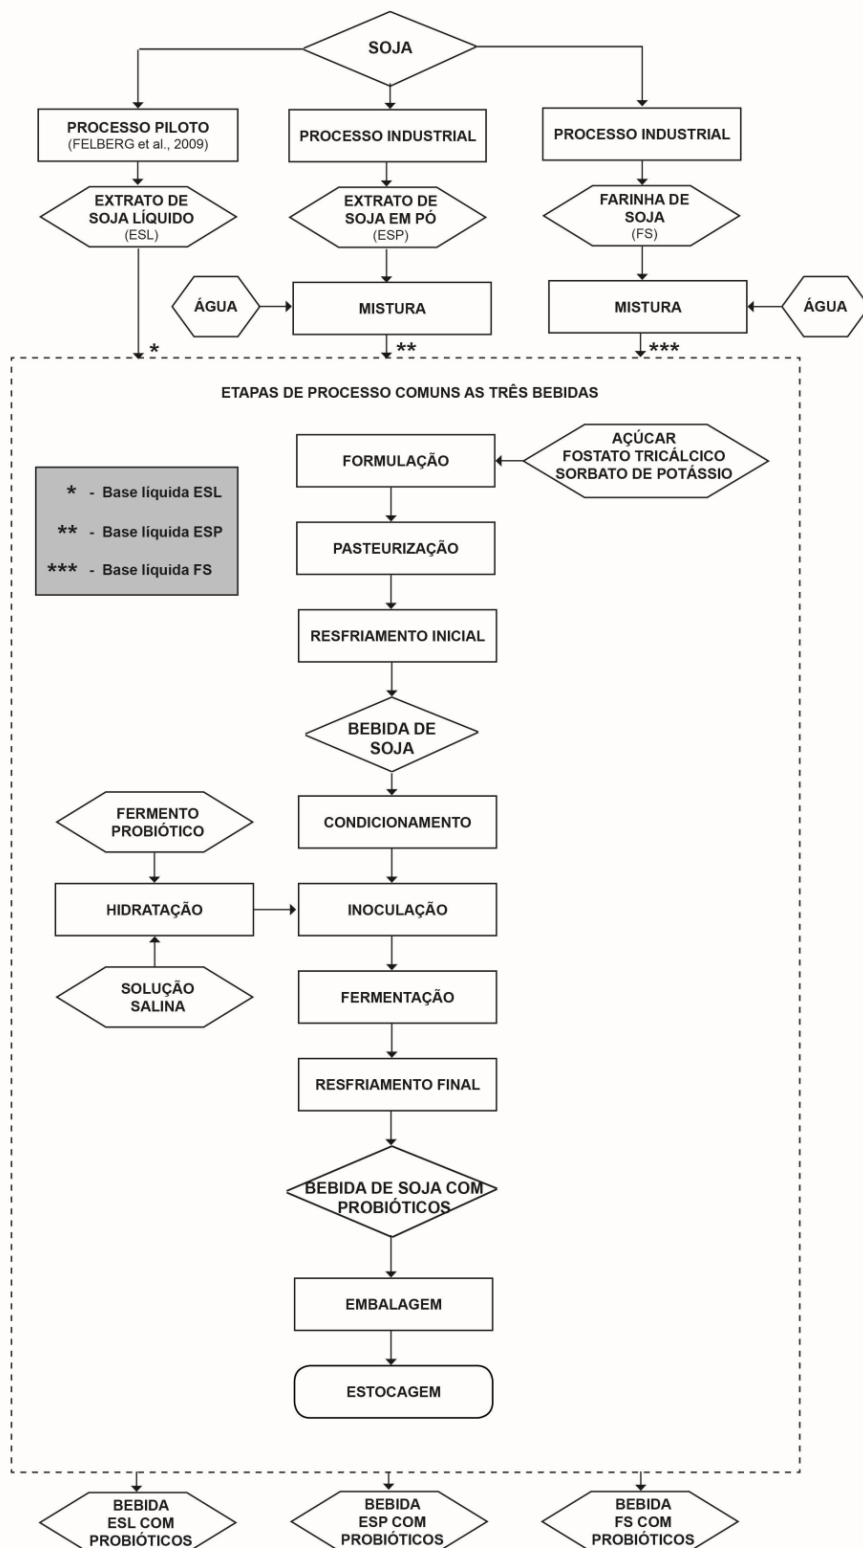 SOJA
PROCESSO PILOTO
(FELBERG et al., 2009)
PROCESSO INDUSTRIAL
PROCESSO INDUSTRIAL
EXTRATO DE
SOJA LÍQUIDO
(ESL)
EXTRATO DE
SOJA EM PÓ
(ESP)
FARINHA DE
SOJA
(FS)
ÁGUA
MISTURA
MISTURA
ÁGUA
*
**
***
ETAPAS DE PROCESSO COMUNS AS TRÊS BEBIDAS
FORMULAÇÃO
AÇÚCAR
FOSTATO TRICÁLCICO
SORBATO DE POTÁSSIO
* - Base líquida ESL
** - Base líquida ESP
*** - Base líquida FS
PASTEURIZAÇÃO
RESFRIAMENTO INICIAL
BEBIDA DE
SOJA
FERMENTO
PROBIÓTICO
CONDICIONAMENTO
HIDRATAÇÃO
INOCULAÇÃO
SOLUÇÃO
SALINA
FERMENTAÇÃO
RESFRIAMENTO FINAL
BEBIDA DE SOJA COM
PROBIÓTICOS
EMBALAGEM
ESTOCAGEM
BEBIDA
ESL COM
PROBIÓTICOS
BEBIDA
ESP COM
PROBIÓTICOS
BEBIDA
FS COM
PROBIÓTICOS